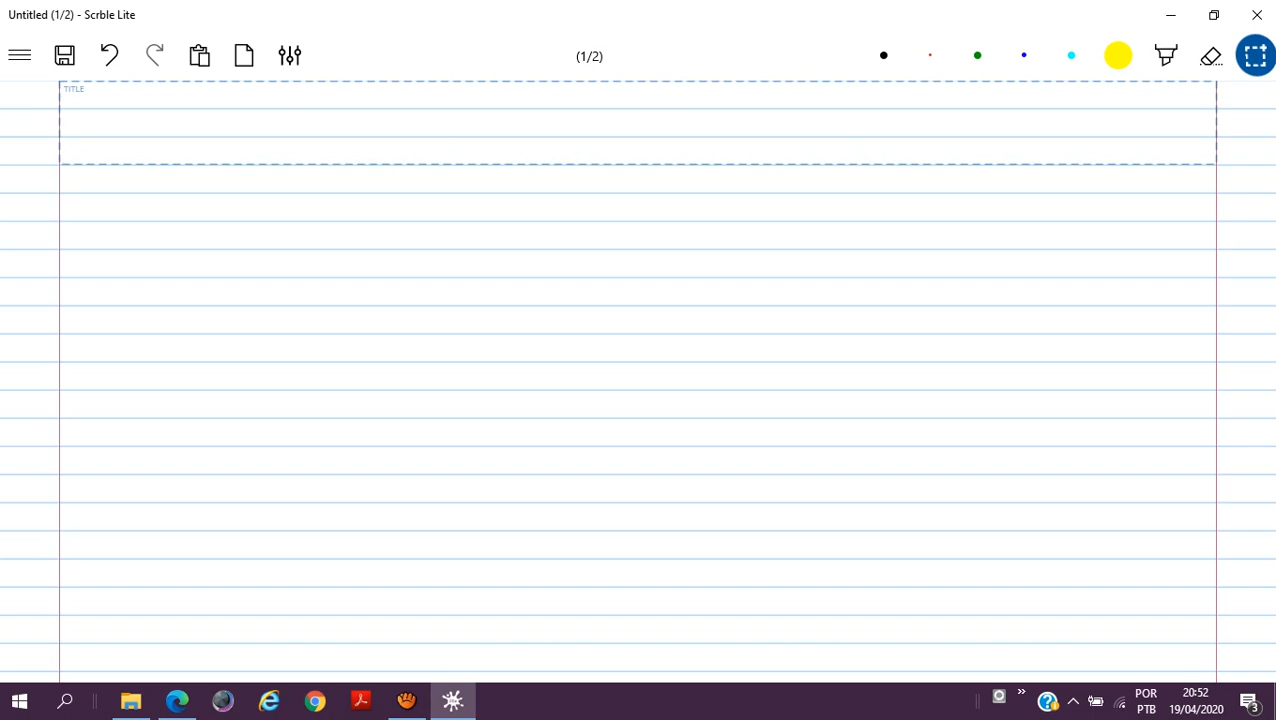 Untitled (1/2) - Scrble Lite
(1/2)
TITLE
POR
PTB
20:52
19/04/2020
3